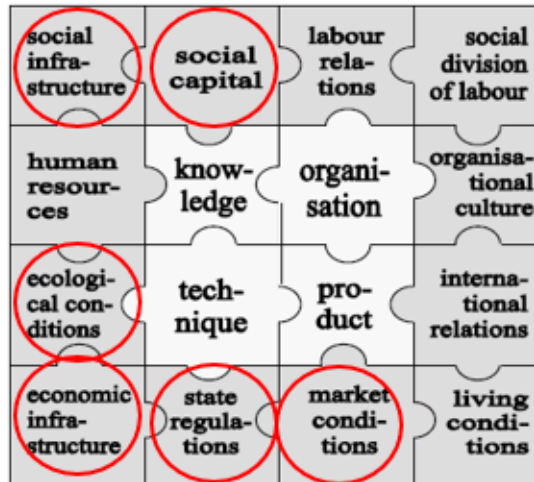 social
infra-
structure
social
capital
labour
rela-
tions
social
division
of labour
human
resour-
ces
know-
ledge
organi-
sation
organisa-
tional
culture
ecologi-
cal con-
ditions
tech-
nique
pro-
duct
interna-
tional
relations
economic
infra-
structure
state
regula-
tions
market
condi-
tions
living
condi-
tions